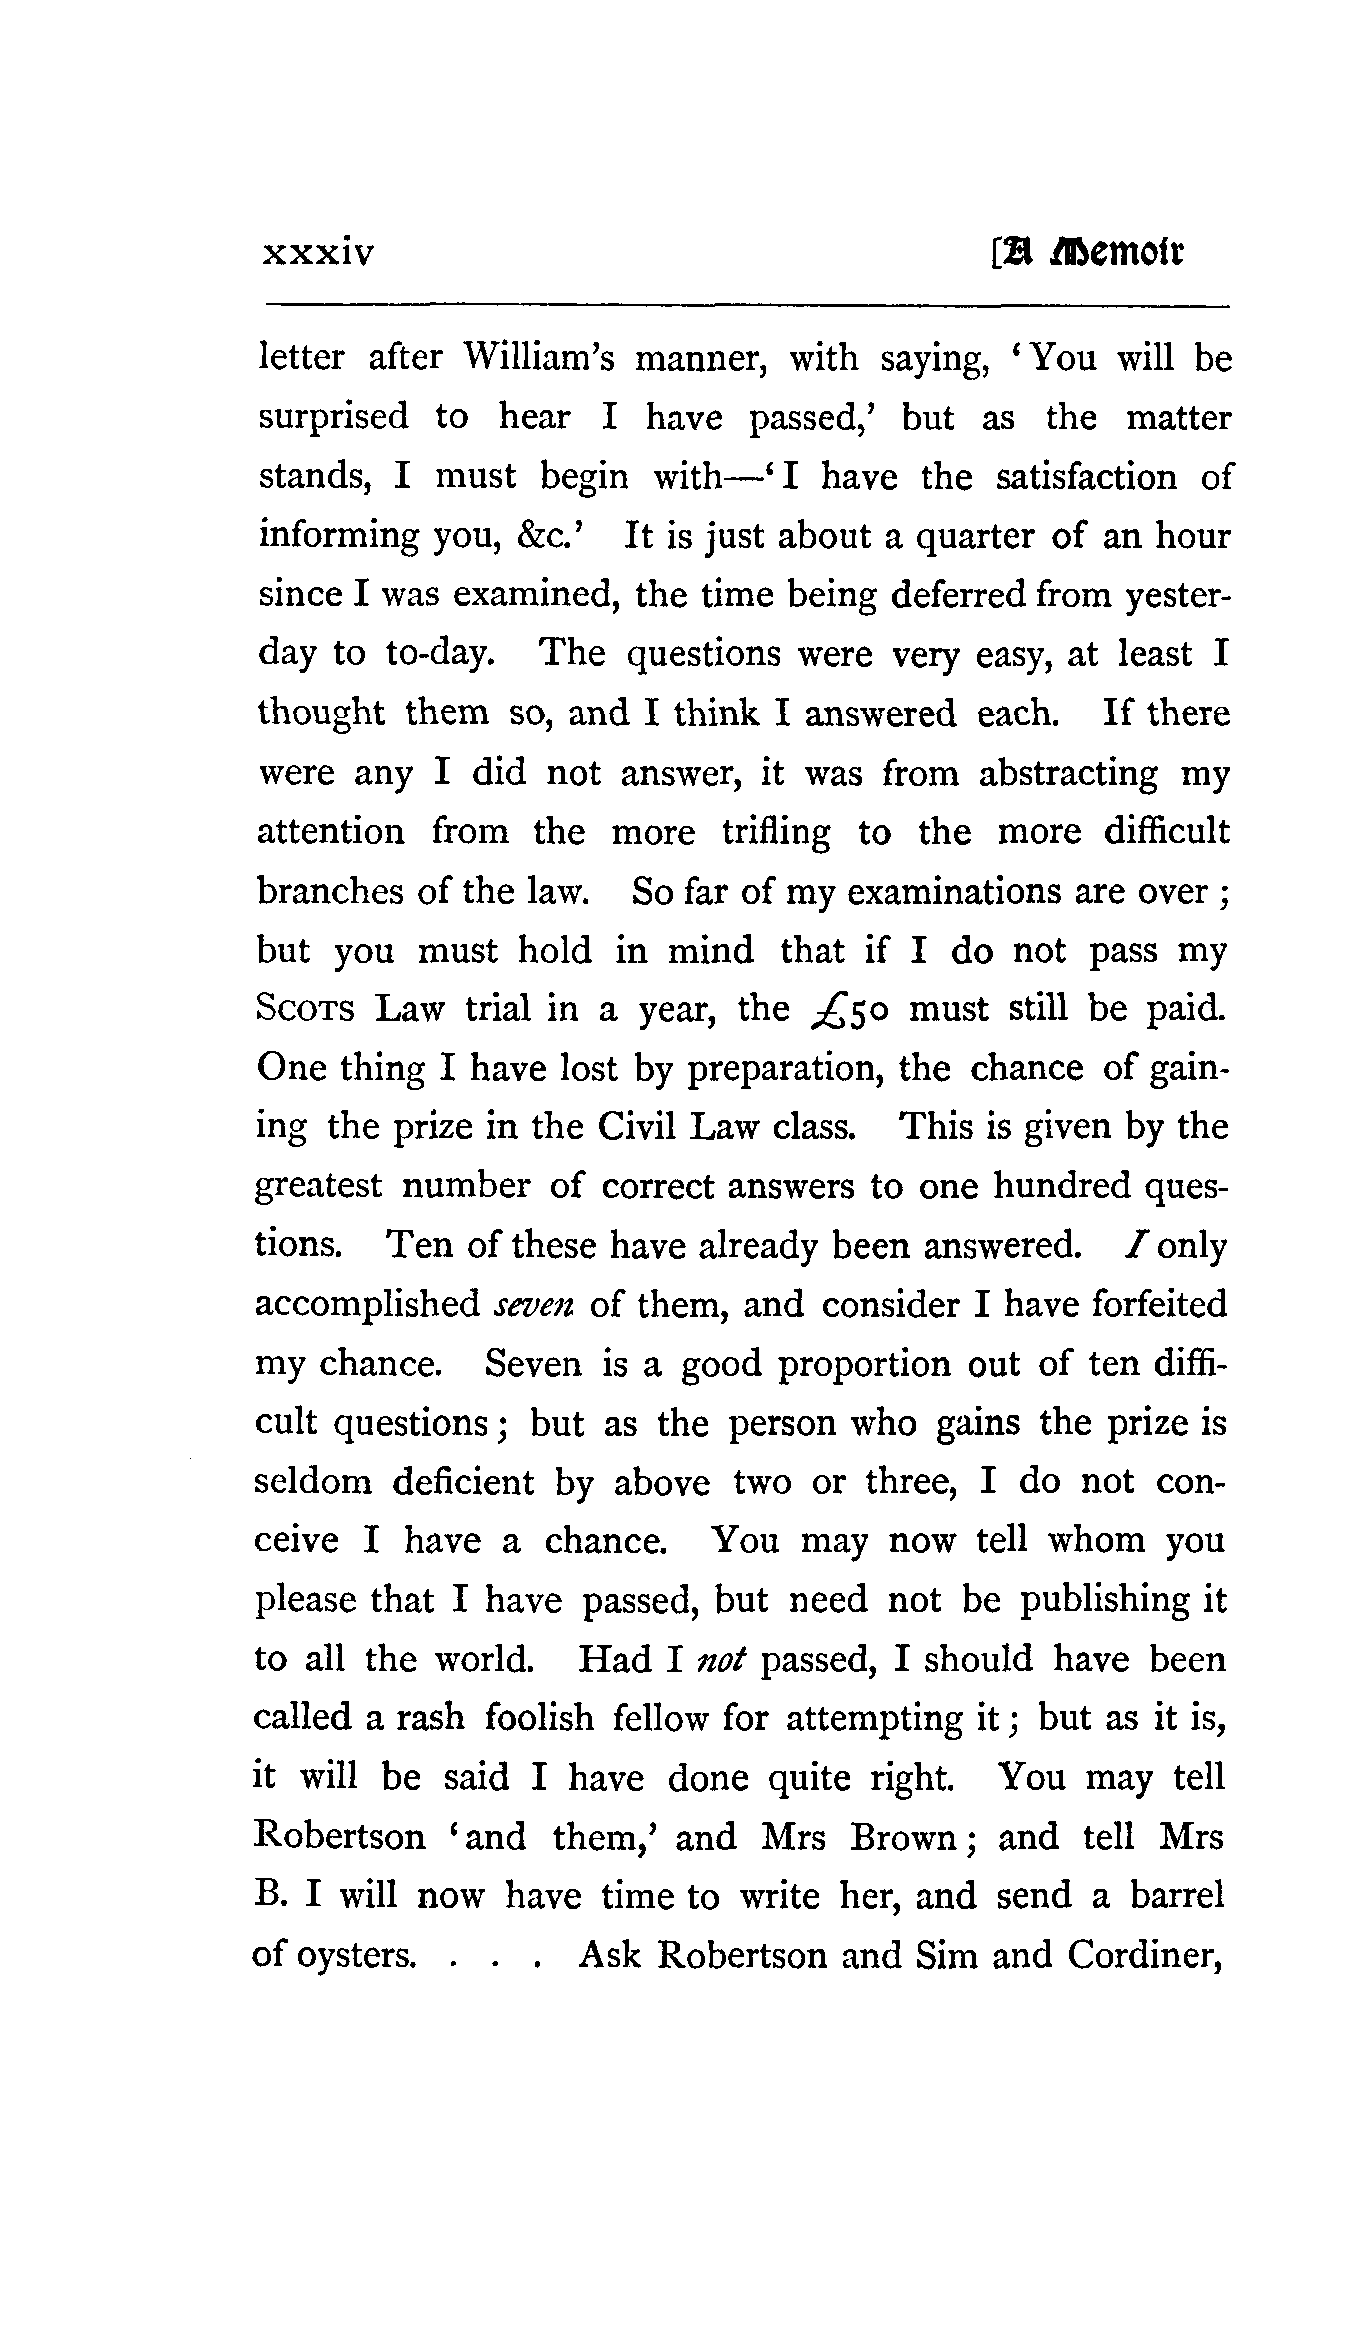 xxxiv [A Memoir
letter after William's manner, with saying, ‘You will be
surprised to hear I have passed,’ but as the matter
stands, I must begin with—‘I have the satisfaction of
informing you, &c.’ It is just about a quarter of an hour
since I was examined, the time being deferred from yester-
day to to-day. The questions were very easy, at least I
thought them so, and I think I answered each. If there
were any I did not answer, it was from abstracting my
attention from the more trifling to the more difficult
branches of the law. So far of my examinations are over ;
but you must hold in mind that if I do not pass my
SCOTS Law trial in a year, the £50 must still be paid.
One thing I have lost by preparation, the chance of gain-
ing the prize in the Civil Law class. This is given by the
greatest number of correct answers to one hundred ques-
tions. Ten of these have already been answered. I only
accomplished seven of them, and consider I have forfeited
my chance. Seven is a good proportion out of ten diffi-
cult questions ; but as the person who gains the prize is
seldom deficient by above two or three, I do not con-
ceive I have a chance. You may now tell whom you
please that I have passed, but need not be publishing it
to all the world. Had I not passed, I should have been
called a rash foolish fellow for attempting it ; but as it is,
it will be said I have done quite right. You may tell
Robertson ‘and them,’ and Mrs Brown ; and tell Mrs
B. I will now have time to write her, and send a barrel
of oysters. . . . Ask Robertson and Sim and Cordiner,